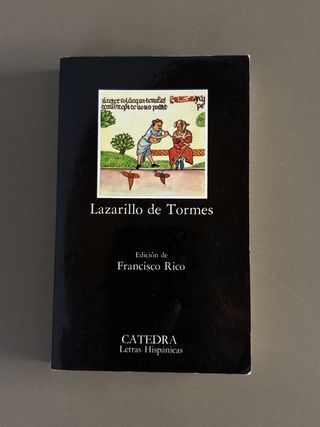 Lazarillo de Tormes
Edición de
Francisco Rico
CATEDRA
Letras Hispánicas